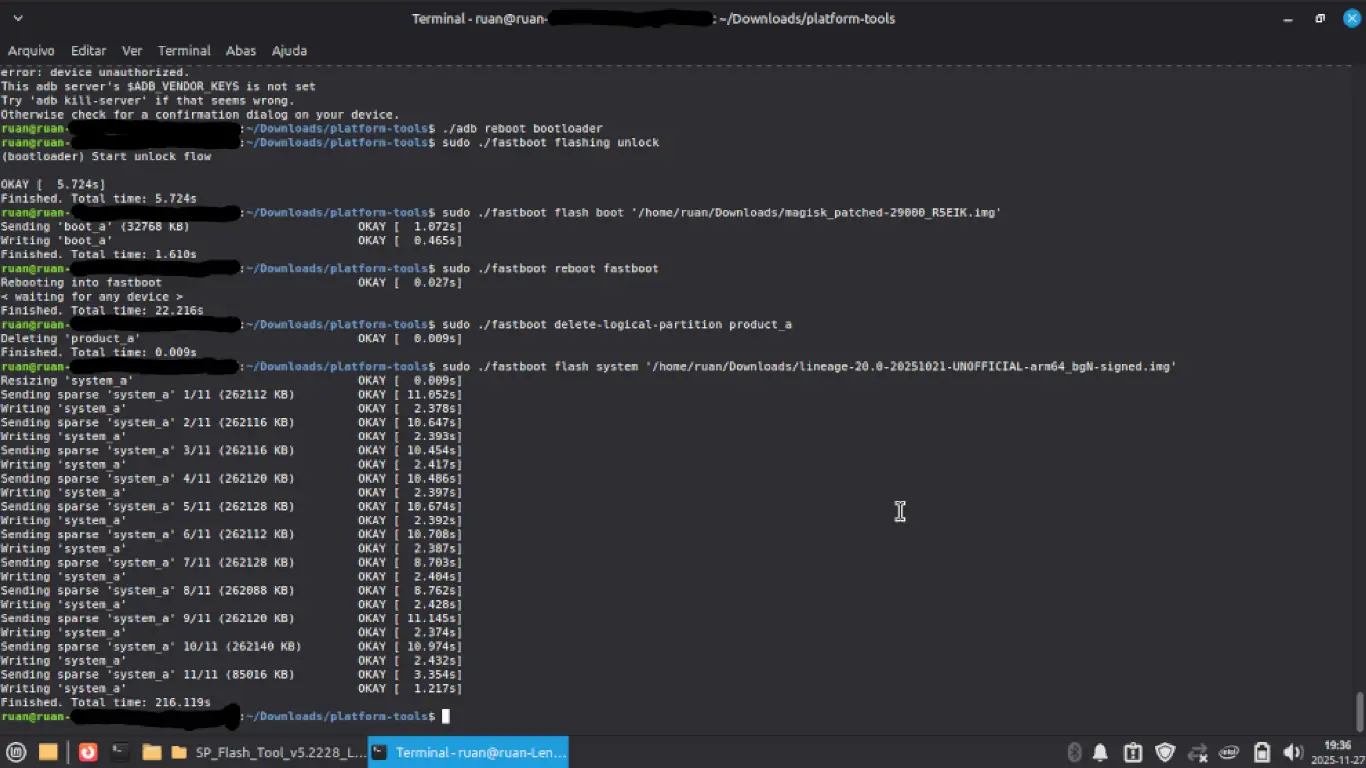 Terminal - ruan@ruan- : ~/Downloads/platform-tools
Arquivo Editar Ver Terminal Abas Ajuda
error: device unauthorized.
This adb server's $ADB_VENDOR_KEYS is not set
Try 'adb kill-server' if that seems wrong.
Otherwise check for a confirmation dialog on your device.
ruan@ruan- :~/Downloads/platform-tools$ ./adb reboot bootloader
ruan@ruan- :~/Downloads/platform-tools$ sudo ./fastboot flashing unlock
(bootloader) Start unlock flow
OKAY [  5.724s]
Finished. Total time: 5.724s
ruan@ruan- :~/Downloads/platform-tools$ sudo ./fastboot flash boot '/home/ruan/Downloads/magisk_patched-29000_R5EIK.img'
Sending 'boot_a' (32768 KB) OKAY [  1.072s]
Writing 'boot_a' OKAY [  0.465s]
Finished. Total time: 1.610s
ruan@ruan- :~/Downloads/platform-tools$ sudo ./fastboot reboot fastboot
Rebooting into fastboot OKAY [  0.027s]
< waiting for any device >
Finished. Total time: 22.216s
ruan@ruan- :~/Downloads/platform-tools$ sudo ./fastboot delete-logical-partition product_a
Deleting 'product_a' OKAY [  0.009s]
Finished. Total time: 0.009s
ruan@ruan- :~/Downloads/platform-tools$ sudo ./fastboot flash system '/home/ruan/Downloads/lineage-20.0-20251021-UNOFFICIAL-arm64_bgN-signed.img'
Resizing 'system_a' OKAY [  0.009s]
Sending sparse 'system_a' 1/11 (262112 KB) OKAY [ 11.052s]
Writing 'system_a' OKAY [  2.378s]
Sending sparse 'system_a' 2/11 (262116 KB) OKAY [ 10.647s]
Writing 'system_a' OKAY [  2.393s]
Sending sparse 'system_a' 3/11 (262116 KB) OKAY [ 10.454s]
Writing 'system_a' OKAY [  2.417s]
Sending sparse 'system_a' 4/11 (262120 KB) OKAY [ 10.486s]
Writing 'system_a' OKAY [  2.397s]
Sending sparse 'system_a' 5/11 (262128 KB) OKAY [ 10.674s]
Writing 'system_a' OKAY [  2.392s]
Sending sparse 'system_a' 6/11 (262112 KB) OKAY [ 10.708s]
Writing 'system_a' OKAY [  2.387s]
Sending sparse 'system_a' 7/11 (262128 KB) OKAY [  8.703s]
Writing 'system_a' OKAY [  2.404s]
Sending sparse 'system_a' 8/11 (262088 KB) OKAY [  8.762s]
Writing 'system_a' OKAY [  2.428s]
Sending sparse 'system_a' 9/11 (262120 KB) OKAY [ 11.145s]
Writing 'system_a' OKAY [  2.374s]
Sending sparse 'system_a' 10/11 (262140 KB) OKAY [ 10.974s]
Writing 'system_a' OKAY [  2.432s]
Sending sparse 'system_a' 11/11 (85016 KB) OKAY [  3.354s]
Writing 'system_a' OKAY [  1.217s]
Finished. Total time: 216.119s
ruan@ruan- :~/Downloads/platform-tools$
SP_Flash_Tool_v5.2228_L... Terminal - ruan@ruan-Len... 19:36
2025-11-27